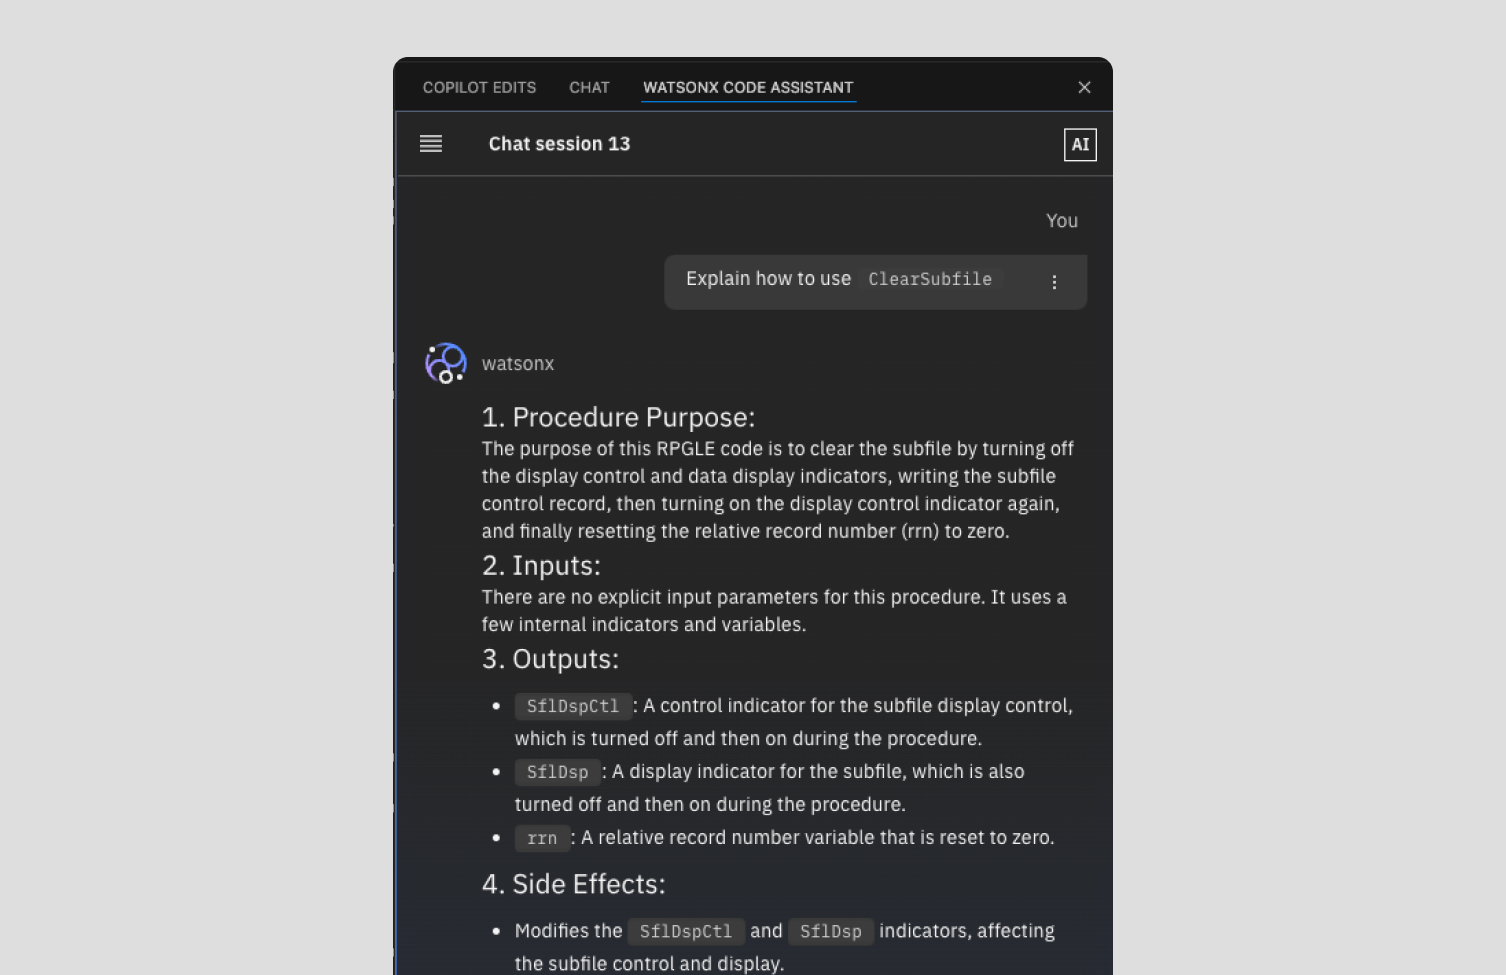 COPILOT EDITS CHAT WATSONX CODE ASSISTANT
Chat session 13
AI
You
Explain how to use ClearSubfile
watsonx
1. Procedure Purpose:
The purpose of this RPGLE code is to clear the subfile by turning off
the display control and data display indicators, writing the subfile
control record, then turning on the display control indicator again,
and finally resetting the relative record number (rrn) to zero.
2. Inputs:
There are no explicit input parameters for this procedure. It uses a
few internal indicators and variables.
3. Outputs:
• SflDspCtl: A control indicator for the subfile display control,
which is turned off and then on during the procedure.
• SflDsp: A display indicator for the subfile, which is also
turned off and then on during the procedure.
• rrn: A relative record number variable that is reset to zero.
4. Side Effects:
• Modifies the SflDspCtl and SflDsp indicators, affecting
the subfile control and display.